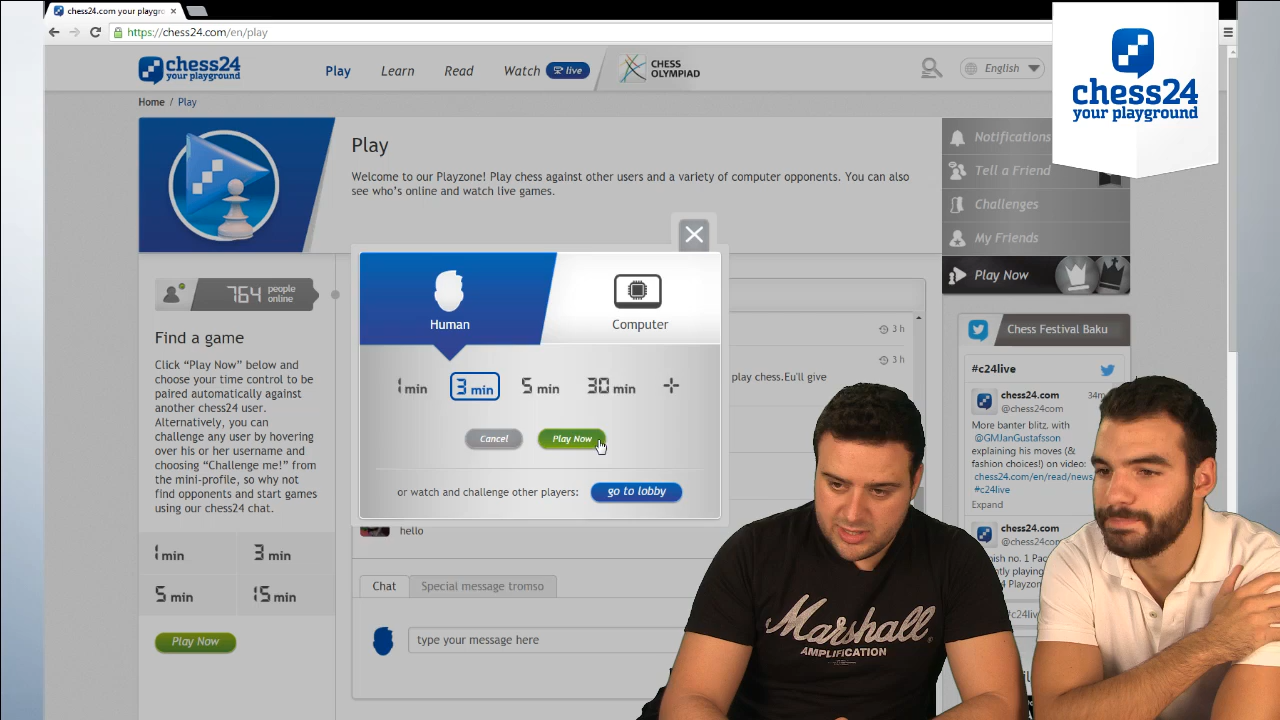 chess24.com your playgro
https://chess24.com/en/play
chess24
your playground
Play
Learn
Read
Watch
live
CHESS
OLYMPIAD
English
chess24
your playground
Home / Play
Play
Welcome to our Playzone! Play chess against other users and a variety of computer opponents. You can also
see who's online and watch live games.
Notifications
Tell a Friend
Challenges
My Friends
Play Now
764 people
online
Find a game
Click “Play Now” below and
choose your time control to be
paired automatically against
another chess24 user.
Alternatively, you can
challenge any user by hovering
over his or her username and
choosing “Challenge me!” from
the mini-profile, so why not
find opponents and start games
using our chess24 chat.
1 min
3 min
5 min
15 min
Play Now
Human
Computer
1 min
3 min
5 min
30 min
+
Cancel
Play Now
or watch and challenge other players:
go to lobby
3 h
3 h
play chess.Eu'll give
hello
Chat
Special message tromso
type your message here
Chess Festival Baku
#c24live
chess24.com
34m
@chess24com
More banter blitz, with
@GMJanGustafsson
explaining his moves (&
fashion choices!) on video:
chess24.com/en/read/news
#c24live
Expand
chess24.com
@chess24com
ish no. 1 Pac
ntly playing
4 Playzon
#c24live
Marshall
AMPLIFICATION